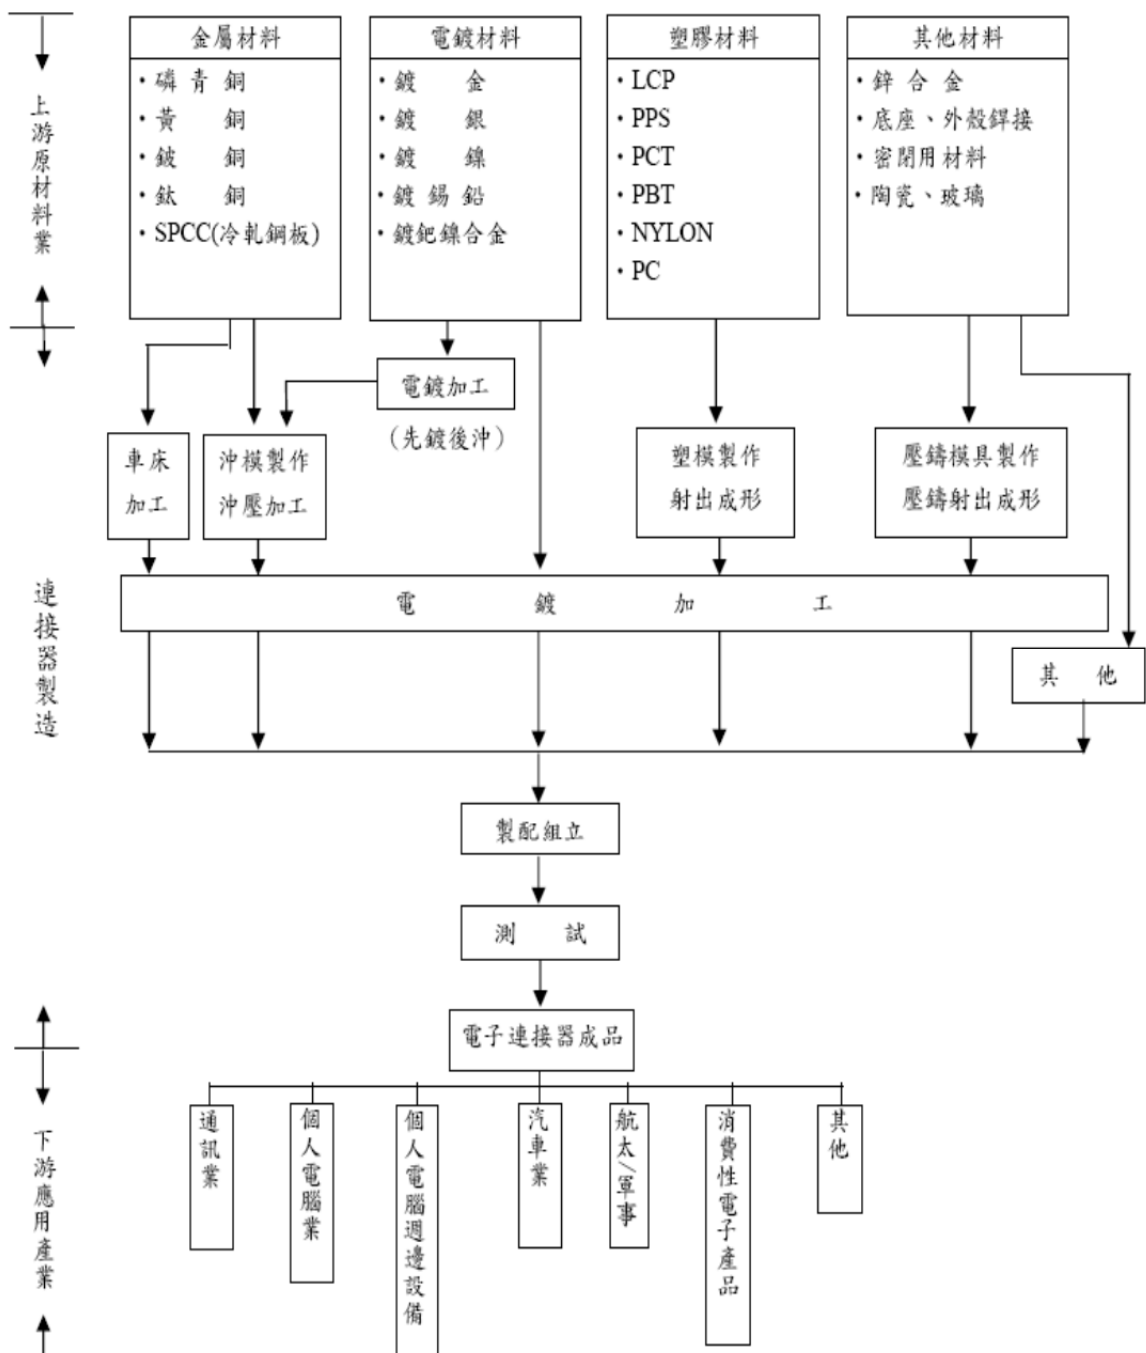 上游原材料業
金屬材料
・磷青銅
・黃銅
・鈹銅
・鈦銅
・SPCC(冷軋鋼板)
電鍍材料
・鍍金
・鍍銀
・鍍鎳
・鍍錫鉛
・鍍鈀鎳合金
塑膠材料
・LCP
・PPS
・PCT
・PBT
・NYLON
・PC
其他材料
・鋅合金
・底座、外殼銲接
・密閉用材料
・陶瓷、玻璃
連接器製造
電鍍加工
(先鍍後沖)
車床
加工
沖模製作
沖壓加工
塑模製作
射出成形
壓鑄模具製作
壓鑄射出成形
電鍍加工
其他
製配組立
測試
電子連接器成品
下游應用產業
通訊業
個人電腦業
個人電腦週邊設備
汽車業
航太/軍事
消費性電子產品
其他